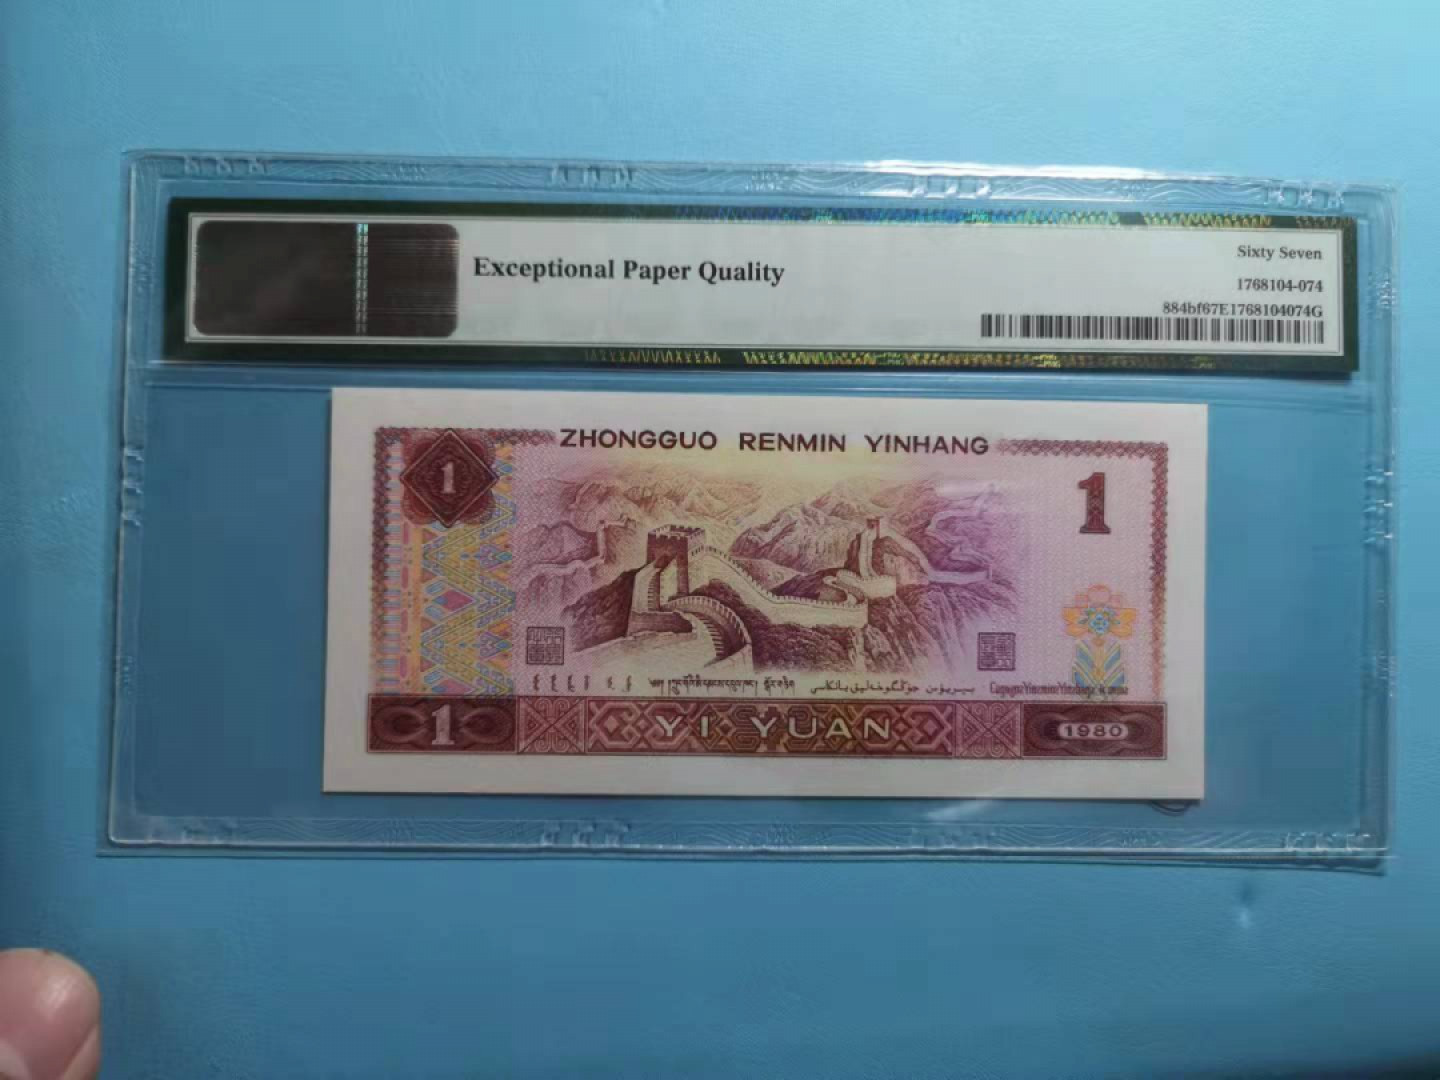 Exceptional Paper Quality
Sixty Seven
1768104-074
884bf67E1768104074G
ZHONGGUO RENMIN YINHANG
1
1
1
YI YUAN
1980